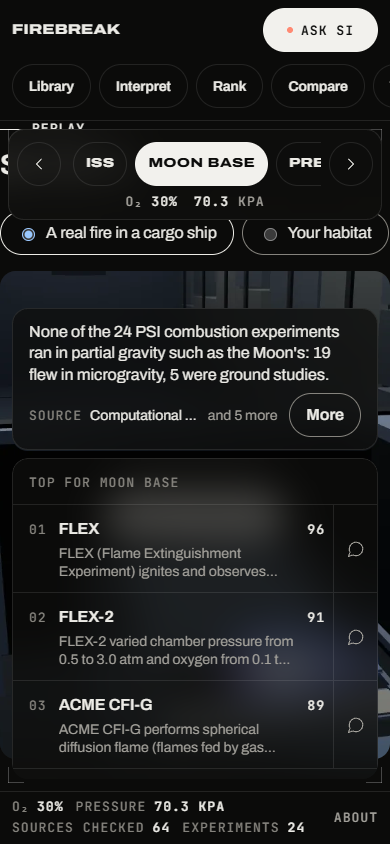 FIREBREAK
ASK SI
Library
Interpret
Rank
Compare
REPLAY
ISS
MOON BASE
PRE
O₂ 30% 70.3 KPA
A real fire in a cargo ship
Your habitat
None of the 24 PSI combustion experiments
ran in partial gravity such as the Moon's: 19
flew in microgravity, 5 were ground studies.
SOURCE Computational ... and 5 more
More
TOP FOR MOON BASE
01 FLEX 96
FLEX (Flame Extinguishment
Experiment) ignites and observes...
02 FLEX-2 91
FLEX-2 varied chamber pressure from
0.5 to 3.0 atm and oxygen from 0.1 t...
03 ACME CFI-G 89
ACME CFI-G performs spherical
diffusion flame (flames fed by gas...
O₂ 30% PRESSURE 70.3 KPA
SOURCES CHECKED 64 EXPERIMENTS 24
ABOUT